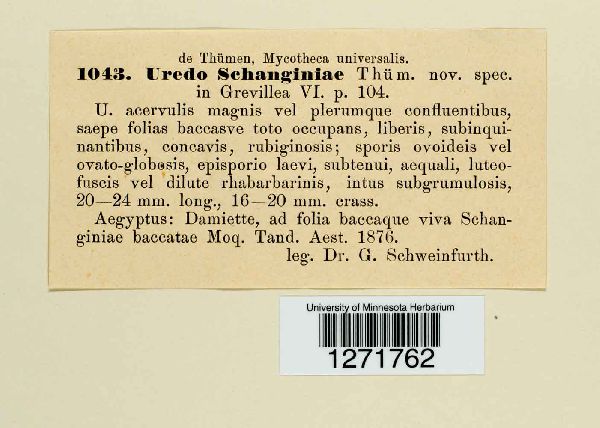 de Thümen, Mycotheca universalis.
1043. Uredo Schanginiae Thüm. nov. spec.
in Grevillea VI. p. 104.
U. acervulis magnis vel plerumque confluentibus,
saepe folias baccasve toto occupans, liberis, subinqui-
nantibus, concavis, rubiginosis; sporis ovoideis vel
ovato-globosis, episporio laevi, subtenui, aequali, luteo-
fuscis vel dilute rhabarbarinis, intus subgrumulosis,
20—24 mm. long., 16—20 mm. crass.
Aegyptus: Damiette, ad folia baccaque viva Schan-
giniae baccatae Moq. Tand. Aest. 1876.
leg. Dr. G. Schweinfurth.
University of Minnesota Herbarium
1271762